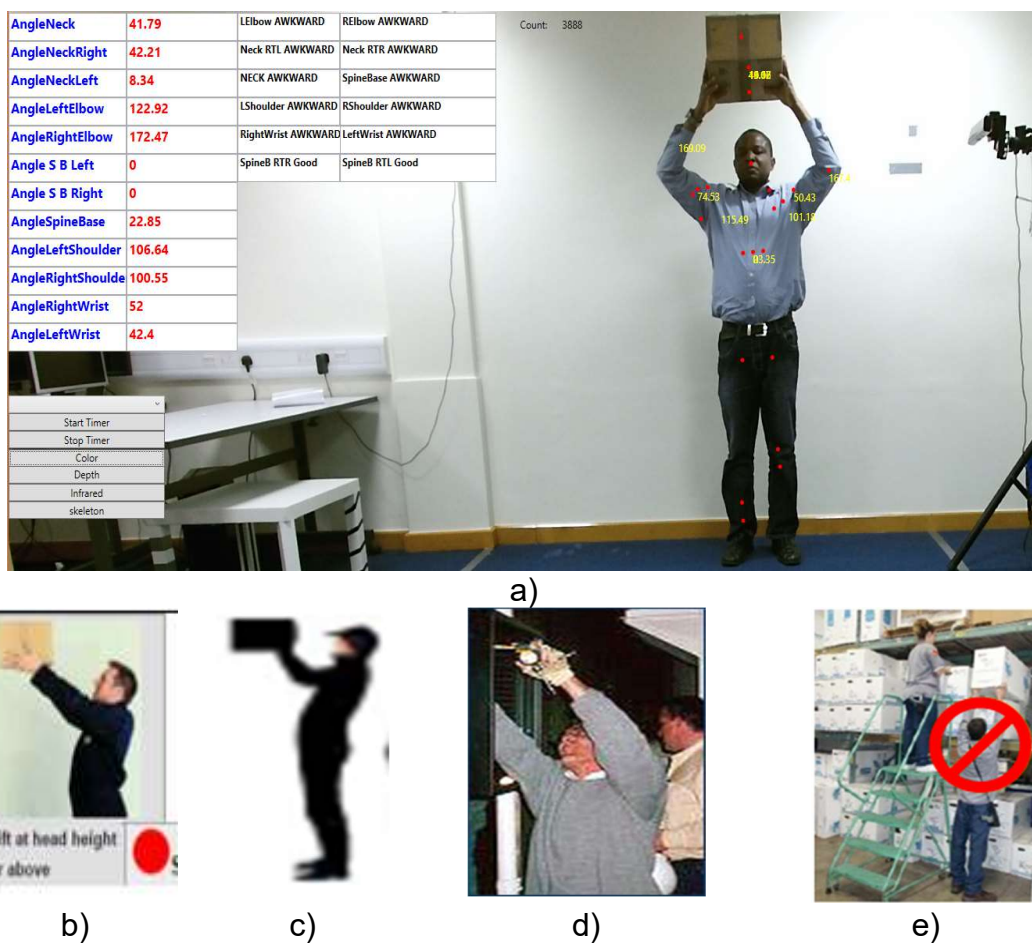 AngleNeck 41.79 LElbow AWKWARD RElbow AWKWARD Count: 3888
AngleNeckRight 42.21 Neck RTL AWKWARD Neck RTR AWKWARD
AngleNeckLeft 8.34 NECK AWKWARD SpineBase AWKWARD
AngleLeftElbow 122.92 LShoulder AWKWARD RShoulder AWKWARD
AngleRightElbow 172.47 RightWrist AWKWARD LeftWrist AWKWARD
Angle S B Left 0 SpineB RTR Good SpineB RTL Good
Angle S B Right 0
AngleSpineBase 22.85
AngleLeftShoulder 106.64
AngleRightShoulde 100.55
AngleRightWrist 52
AngleLeftWrist 42.4
169.09
74.53
50.43
115.49
101.18
Start Timer
Stop Timer
Color
Depth
Infrared
skeleton
a)
ift at head height
above
b) c) d) e)